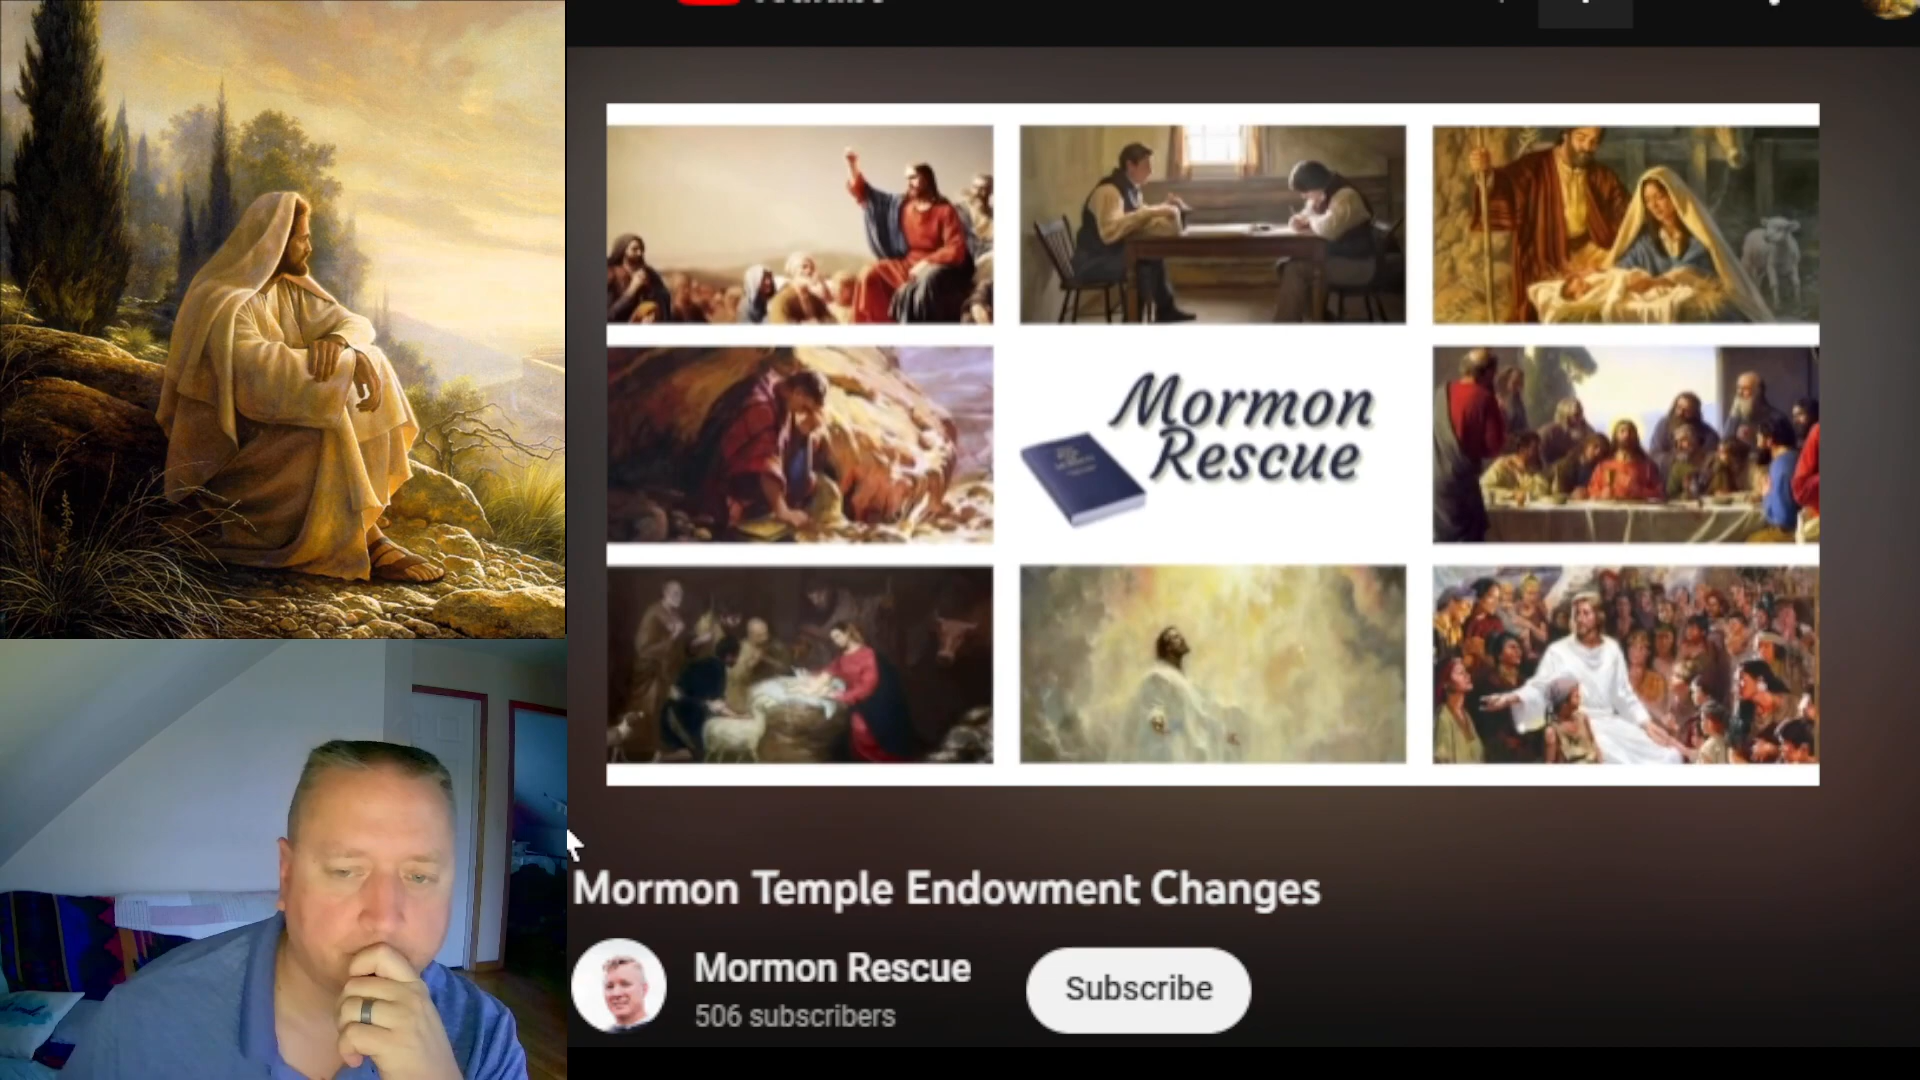 Mormon
Rescue
Mormon Temple Endowment Changes
Mormon Rescue
506 subscribers
Subscribe